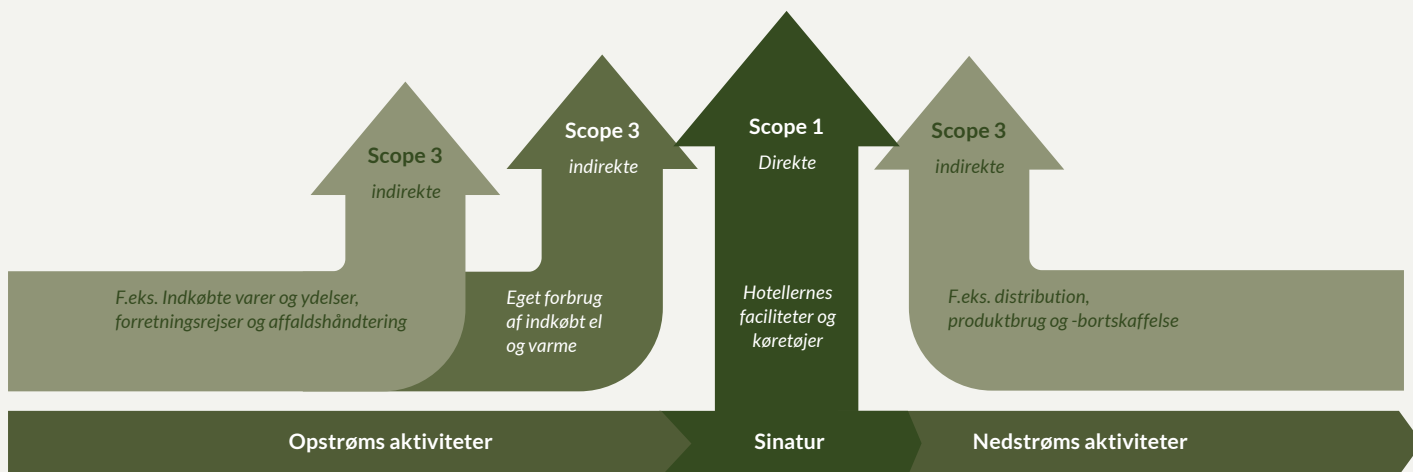 Scope 3
indirekte
F.eks. Indkøbte varer og ydelser,
forretningsrejser og affaldshåndtering
Scope 3
indirekte
Eget forbrug
af indkøbt el
og varme
Scope 1
Direkte
Hotellernes
faciliteter og
køretøjer
Scope 3
indirekte
F.eks. distribution,
produktbrug og -bortskaffelse
Opstrøms aktiviteter
Sinatur
Nedstrøms aktiviteter